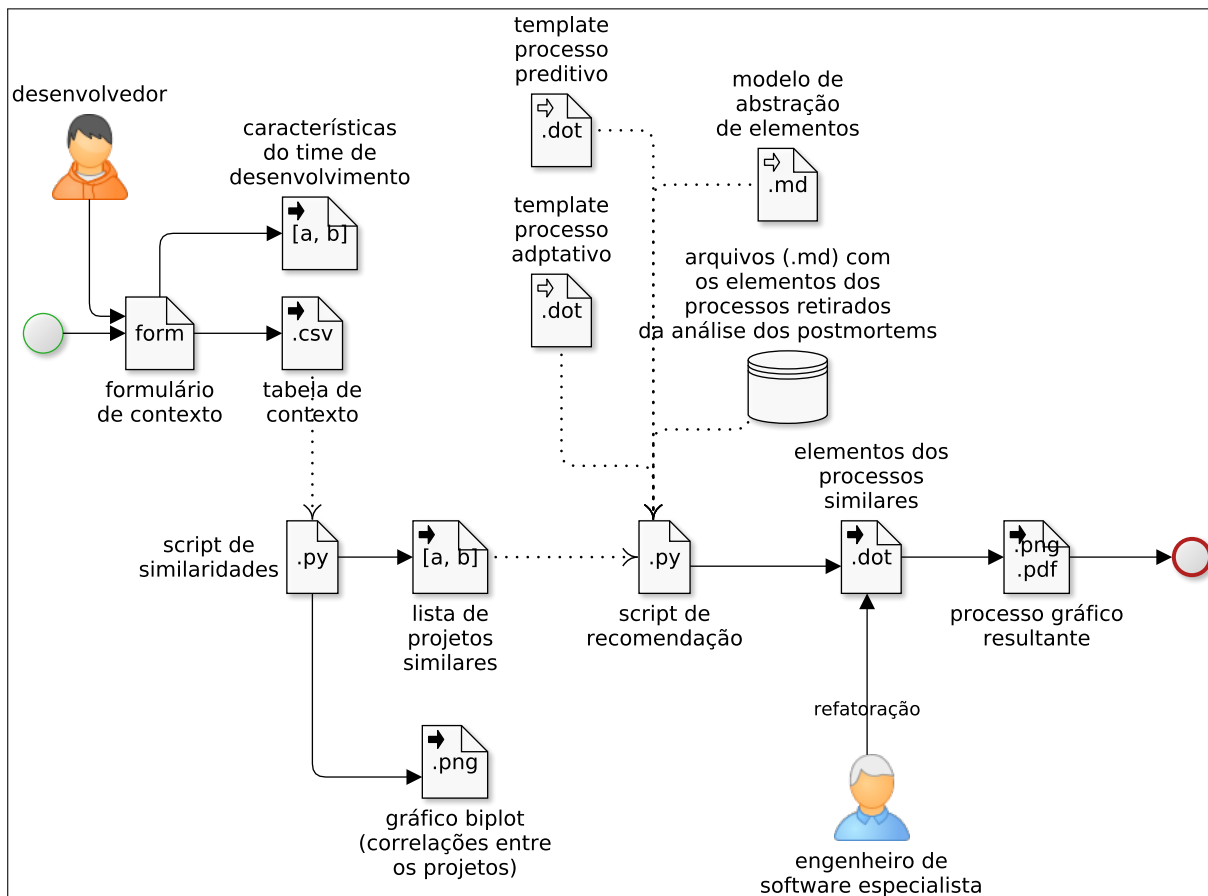 template
processo
preditivo
.dot
modelo de
abstração
de elementos
.md
desenvolvedor
características
do time de
desenvolvimento
[a, b]
template
processo
adptativo
.dot
arquivos (.md) com
os elementos dos
processos retirados
da análise dos postmortems
form
formulário
de contexto
.csv
tabela de
contexto
elementos dos
processos
similares
script de
similaridades
.py
[a, b]
lista de
projetos
similares
.py
script de
recomendação
.dot
.png
.pdf
processo gráfico
resultante
refatoração
.png
gráfico biplot
(correlações entre
os projetos)
engenheiro de
software especialista